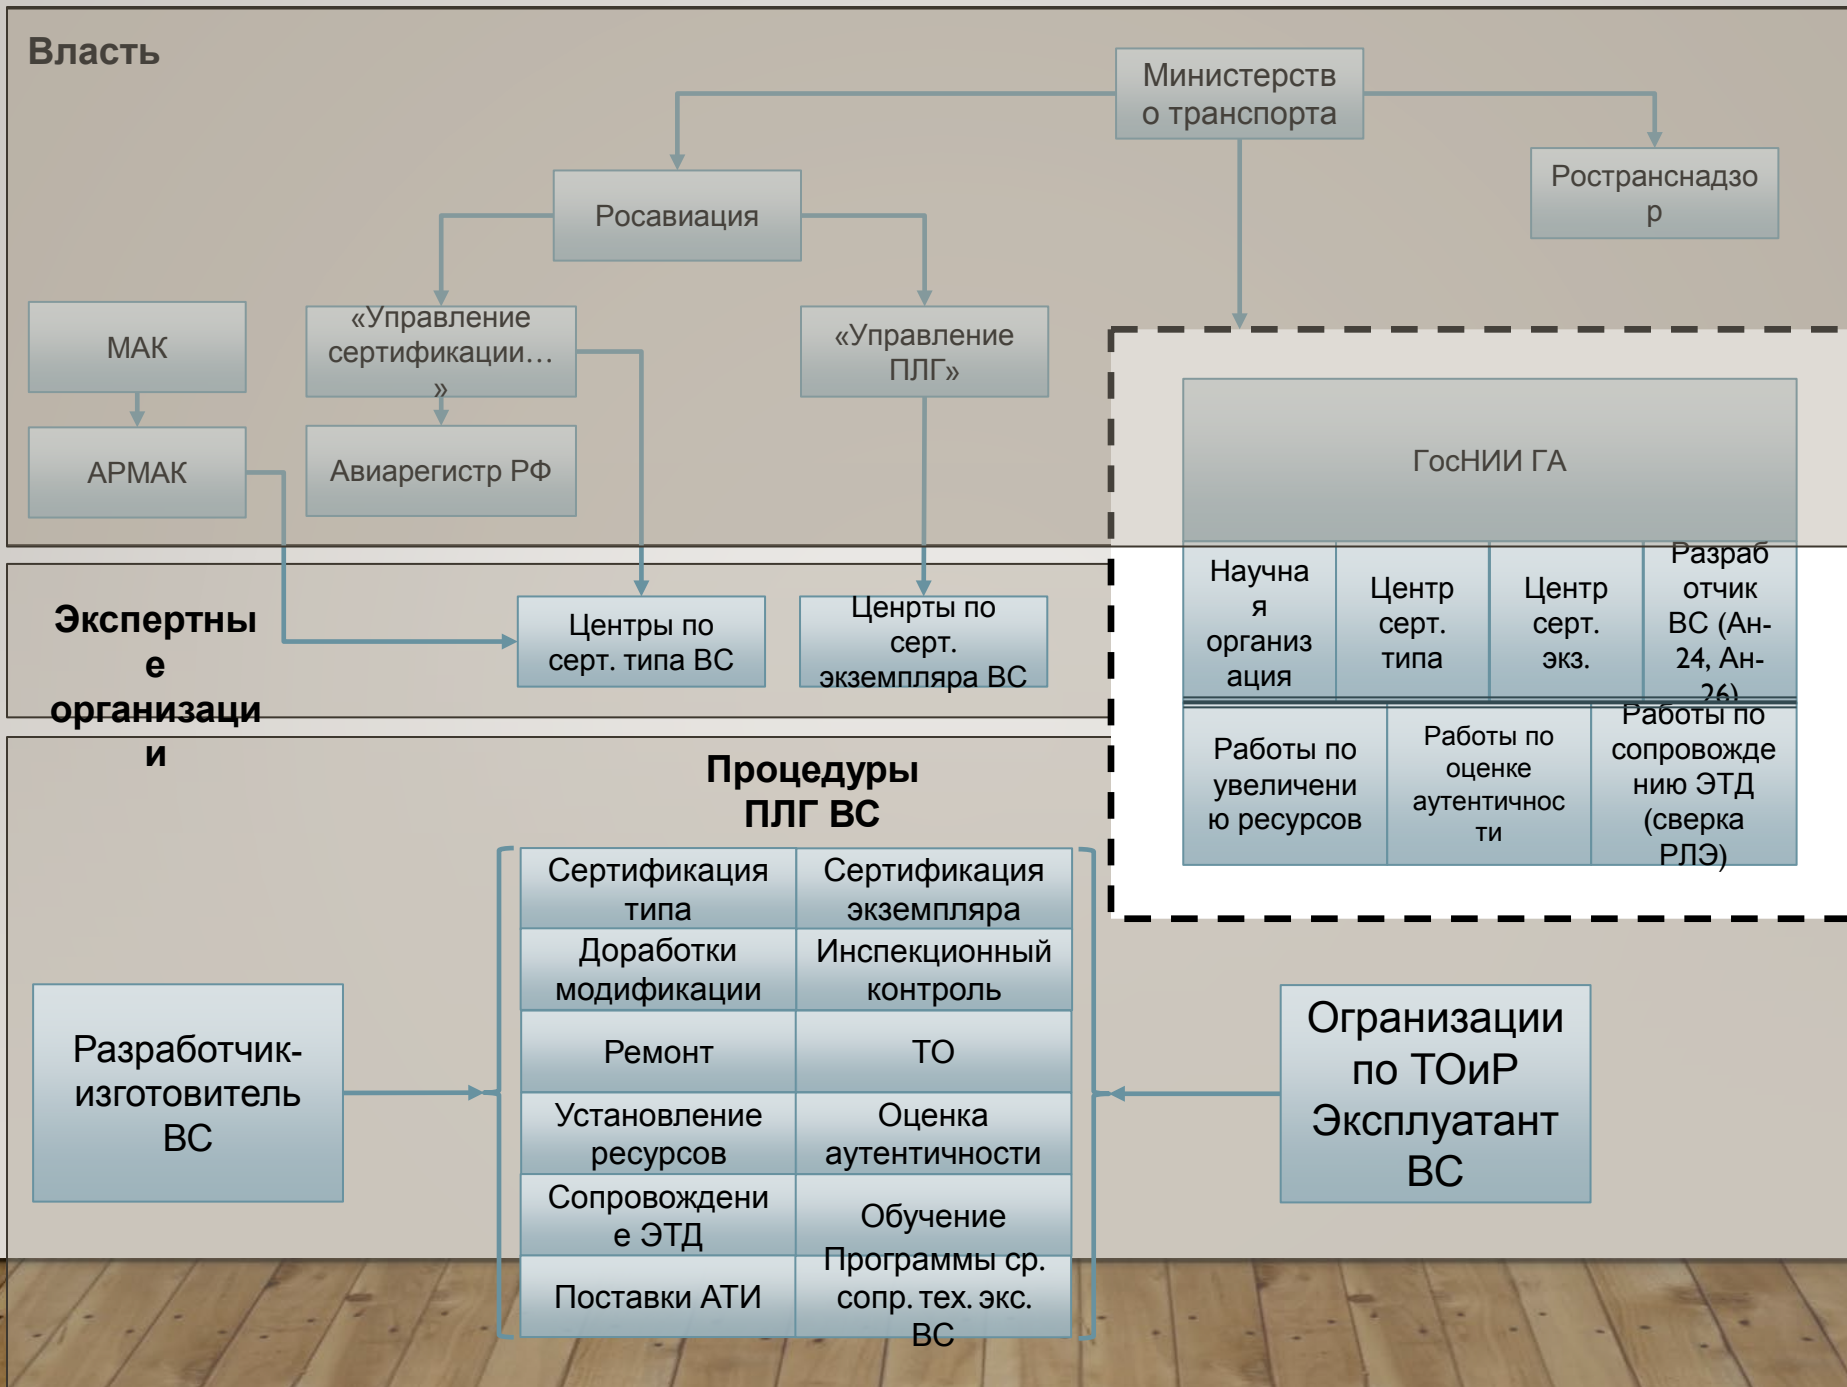 Власть
Министерств
о транспорта
Ространснадзо
р
Росавиация
МАК
«Управление
сертификации…
»
«Управление
ПЛГ»
АРМАК
Авиарегистр РФ
ГосНИИ ГА
Научна
я
организ
ация
Центр
серт.
типа
Центр
серт.
экз.
Разраб
отчик
ВС (Ан-
24, Ан-
26)
Экспертны
е
организаци
и
Центры по
серт. типа ВС
Ценрты по
серт.
экземпляра ВС
Работы по
увеличени
ю ресурсов
Работы по
оценке
аутентичнос
ти
Работы по
сопровожде
нию ЭТД
(сверка
РЛЭ)
Процедуры
ПЛГ ВС
Сертификация
типа
Сертификация
экземпляра
Доработки
модификации
Инспекционный
контроль
Ремонт
ТО
Установление
ресурсов
Оценка
аутентичности
Сопровождени
е ЭТД
Обучение
Поставки АТИ
Программы ср.
сопр. тех. экс.
ВС
Разработчик-
изготовитель
ВС
Огранизации
по ТОиР
Эксплуатант
ВС